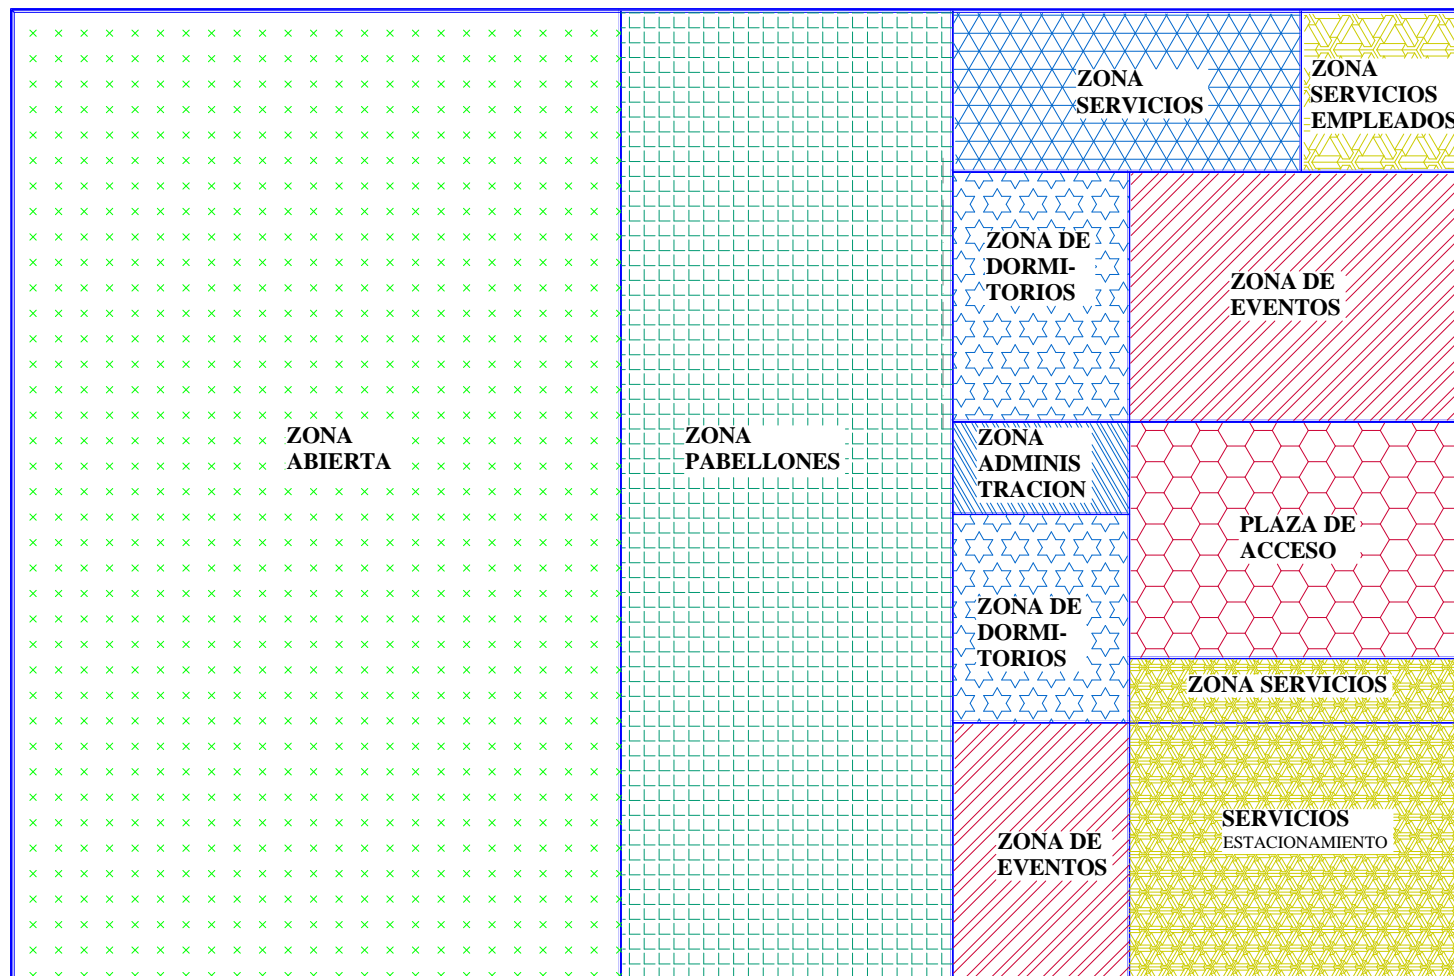 ZONA
SERVICIOS
ZONA
SERVICIOS
EMPLEADOS
ZONA DE
DORMI-
TORIOS
ZONA DE
EVENTOS
ZONA
ABIERTA
ZONA
PABELLONES
ZONA
ADMINIS
TRACION
PLAZA DE
ACCESO
ZONA DE
DORMI-
TORIOS
ZONA SERVICIOS
ZONA DE
EVENTOS
SERVICIOS
ESTACIONAMIENTO